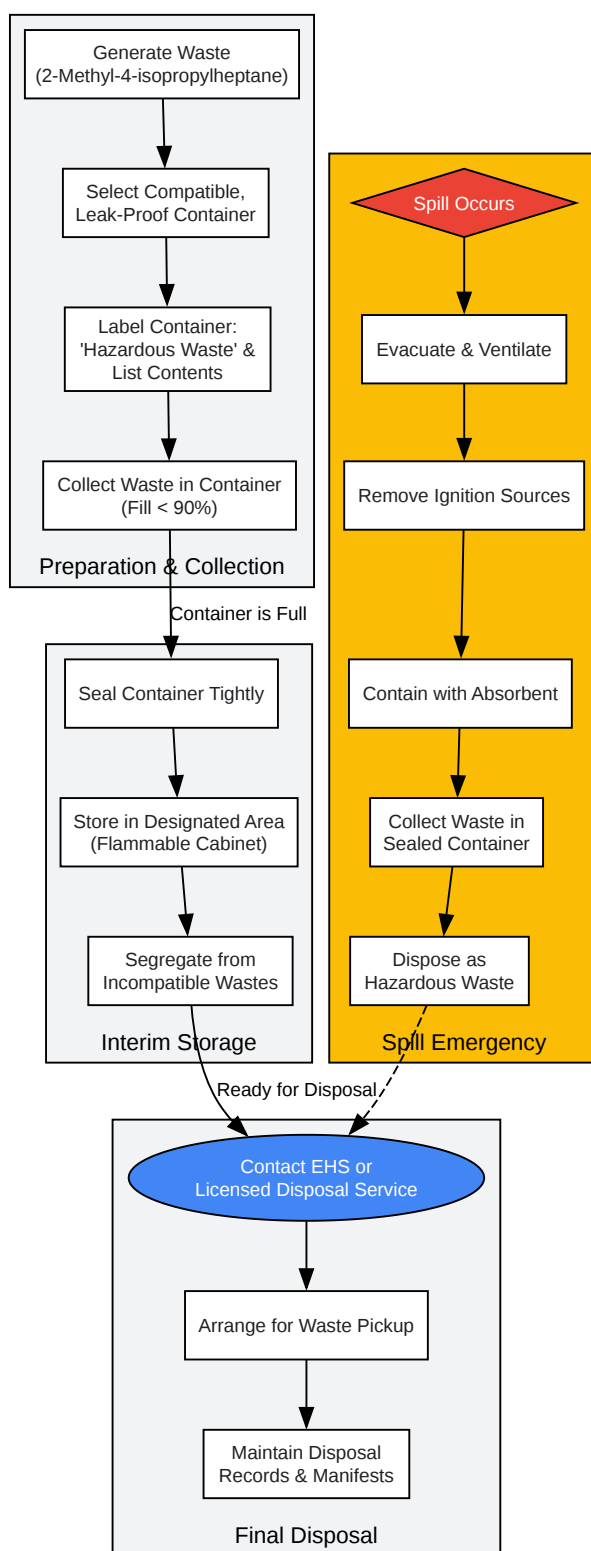 Generate Waste
(2-Methyl-4-isopropylheptane)
Select Compatible,
Leak-Proof Container
Label Container:
'Hazardous Waste' &
List Contents
Collect Waste in Container
(Fill < 90%)
Preparation & Collection
Container is Full
Seal Container Tightly
Store in Designated Area
(Flammable Cabinet)
Segregate from
Incompatible Wastes
Interim Storage
Spill Occurs
Evacuate & Ventilate
Remove Ignition Sources
Contain with Absorbent
Collect Waste in
Sealed Container
Dispose as
Hazardous Waste
Spill Emergency
Ready for Disposal
Contact EHS or
Licensed Disposal Service
Arrange for Waste Pickup
Maintain Disposal
Records & Manifests
Final Disposal